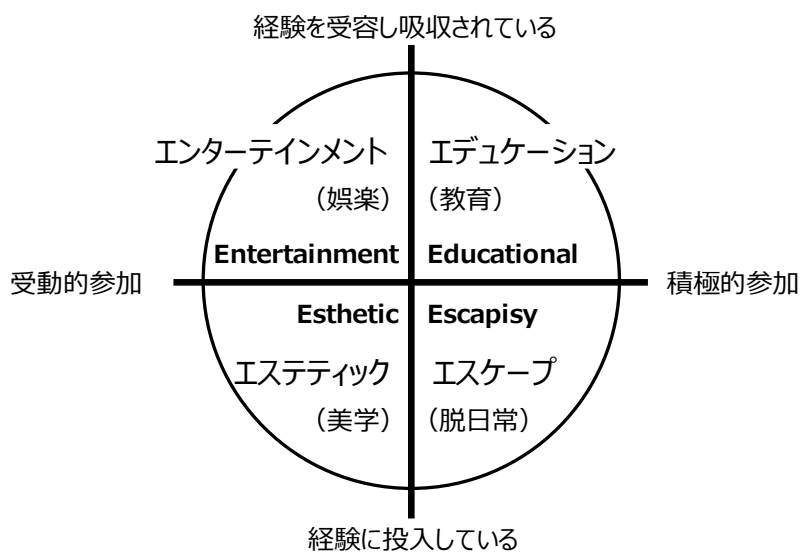 経験を受容し吸収されている
エンターテインメント
(娯楽)
Entertainment
エデュケーション
(教育)
Educational
受動的参加
積極的参加
Esthetic
エステティック
(美学)
Escapisy
エスケープ
(脱日常)
経験に投入している